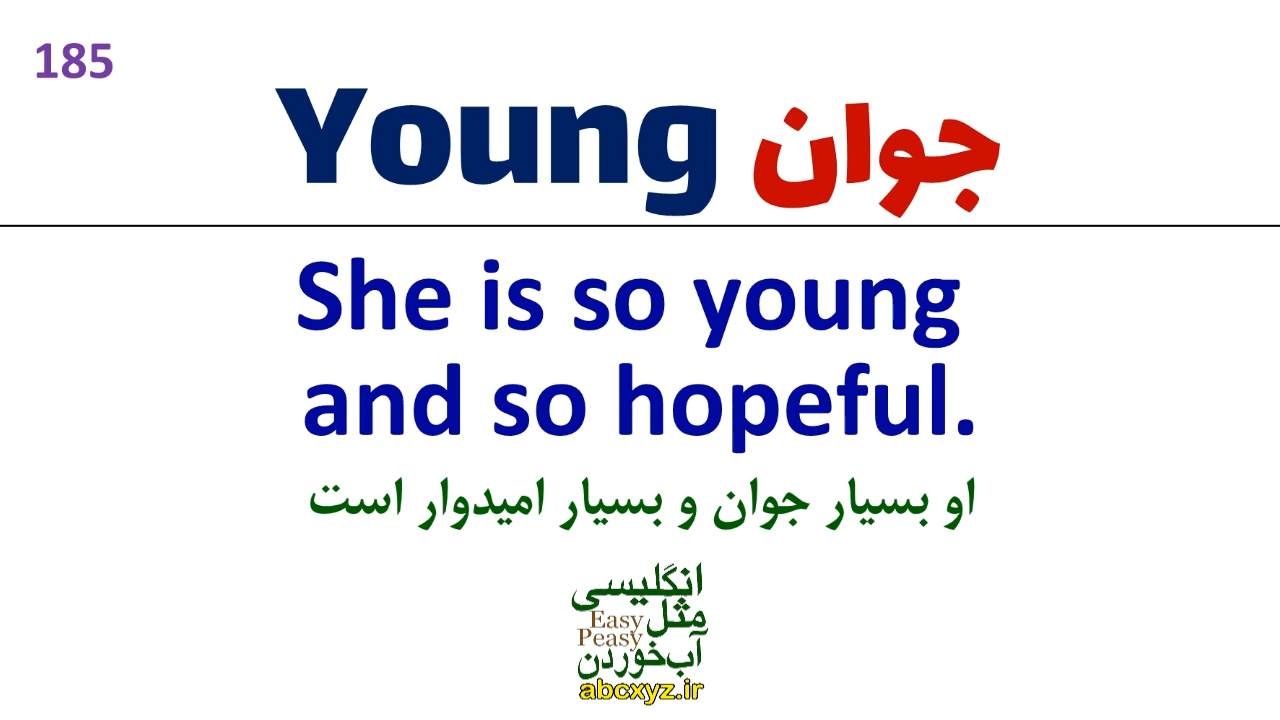 185
Young جوان
She is so young
and so hopeful.
او بسیار جوان و بسیار امیدوار است
انگلیسی
مثل
Easy
Peasy
آب‌خوردن
abcxyz.ir